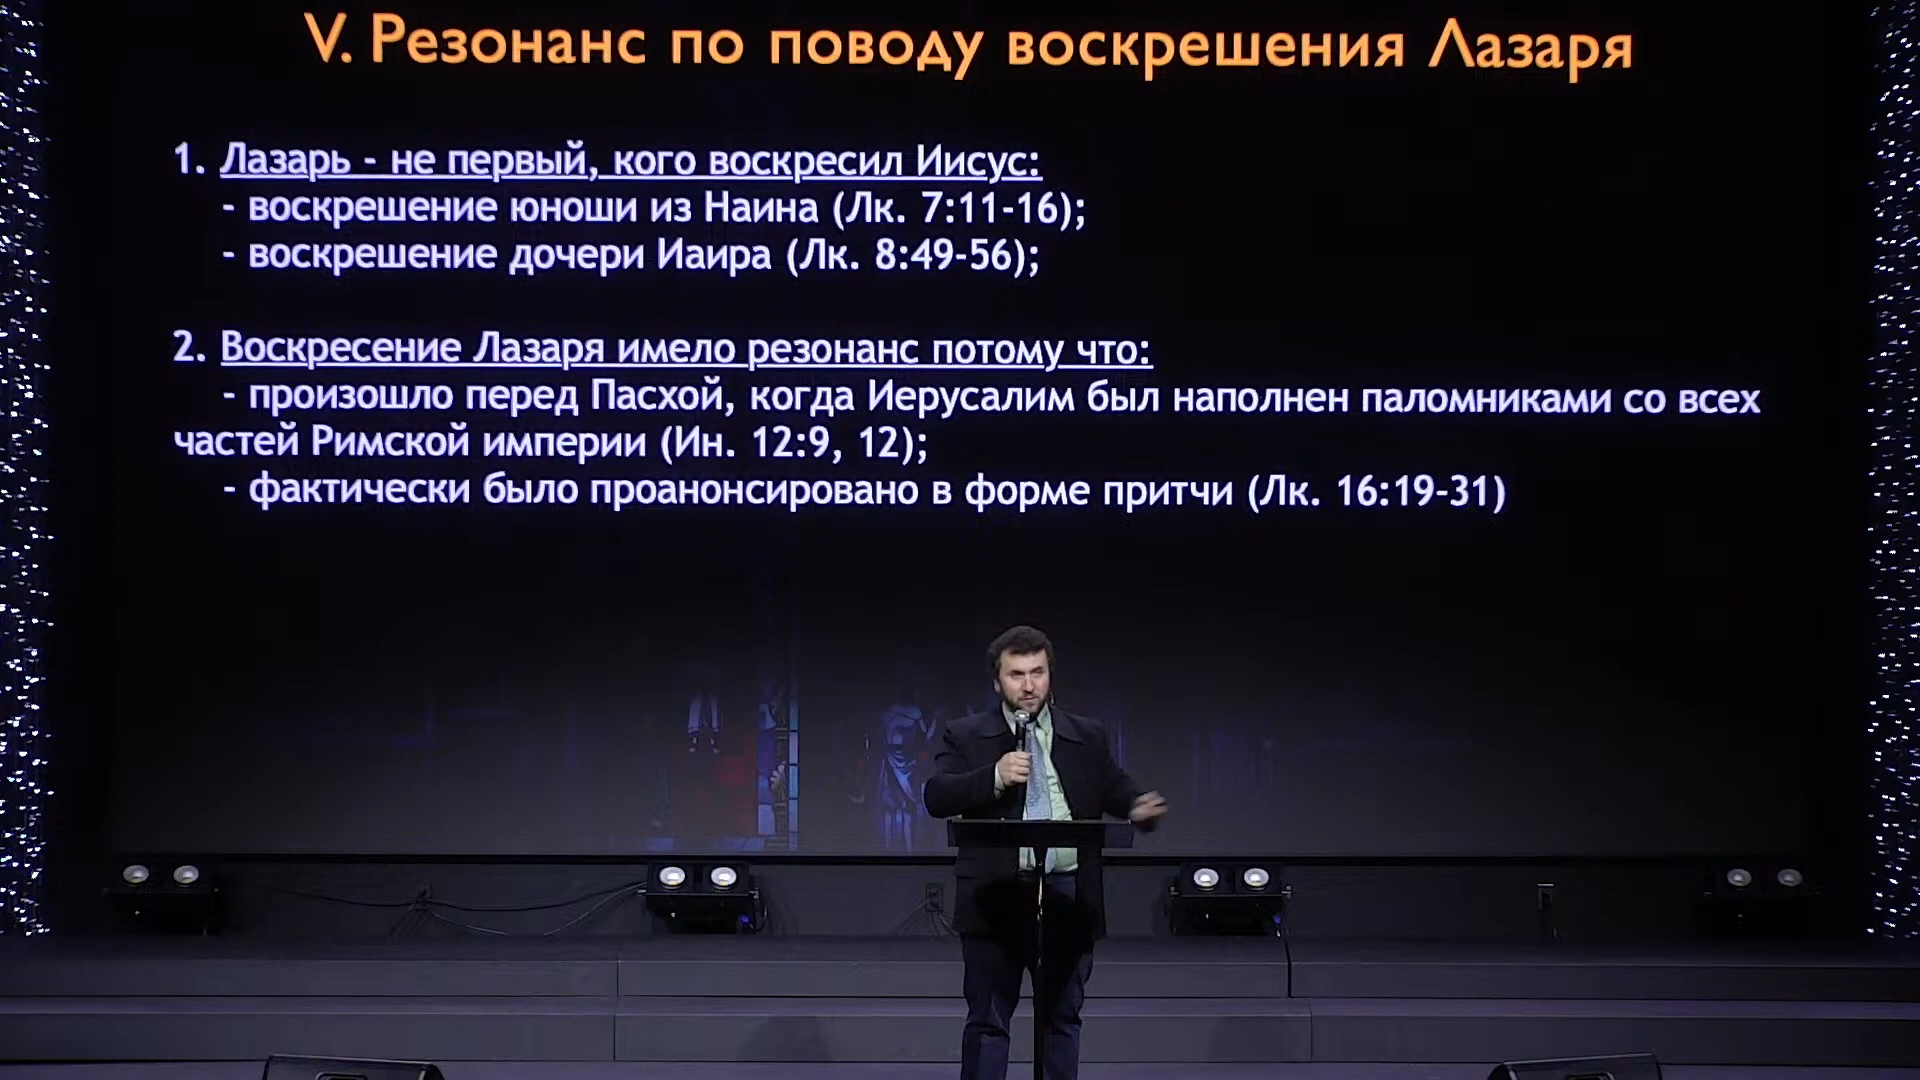 V. Резонанс по поводу воскрешения Лазаря
1. Лазарь - не первый, кого воскресил Иисус:
- воскрешение юноши из Наина (Лк. 7:11-16);
- воскрешение дочери Иаира (Лк. 8:49-56);
2. Воскресение Лазаря имело резонанс потому что:
- произошло перед Пасхой, когда Иерусалим был наполнен паломниками со всех
частей Римской империи (Ин. 12:9, 12);
- фактически было проанонсировано в форме притчи (Лк. 16:19-31)